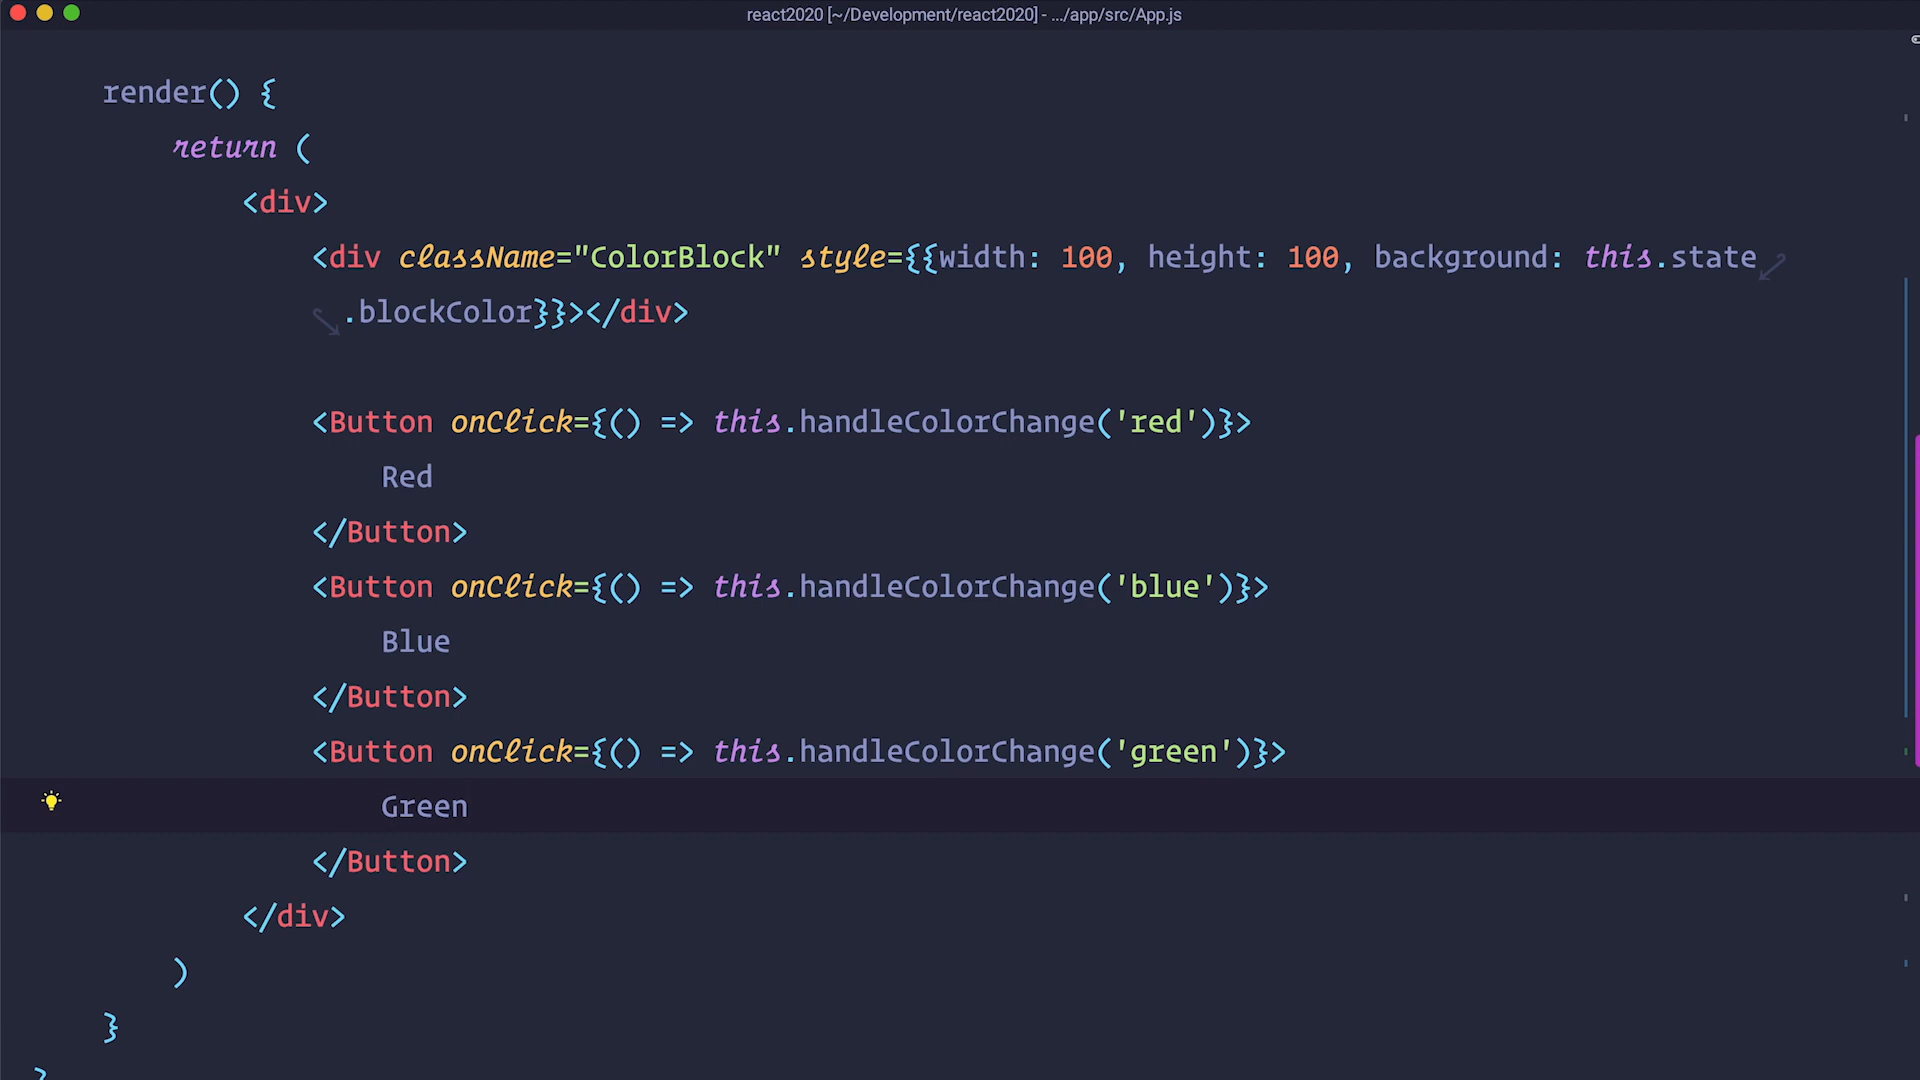 react2020 [~/Development/react2020] - .../app/src/App.js
render() {
return (
<div>
<div className="ColorBlock" style={{width: 100, height: 100, background: this.state
.blockColor}}></div>
<Button onClick={() => this.handleColorChange('red')}>
Red
</Button>
<Button onClick={() => this.handleColorChange('blue')}>
Blue
</Button>
<Button onClick={() => this.handleColorChange('green')}>
Green
</Button>
</div>
)
}